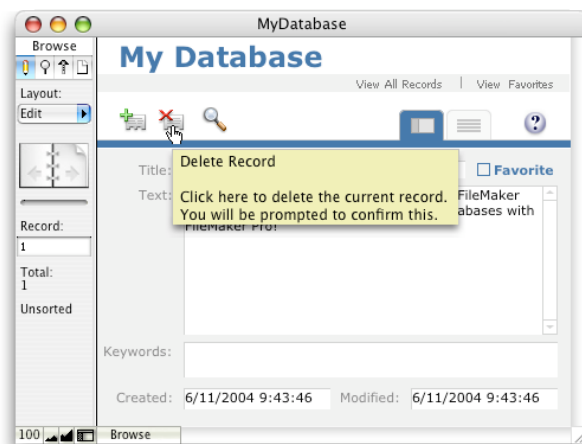 MyDatabase
Browse
Layout:
Edit
Record:
1
Total:
1
Unsorted
My Database
View All Records | View Favorites
?
Title:
Favorite
Delete Record
Click here to delete the current record.
You will be prompted to confirm this.
Text:
FileMaker
abases with
FileMaker Pro!
Keywords:
Created: 6/11/2004 9:43:46 Modified: 6/11/2004 9:43:46
100 Browse